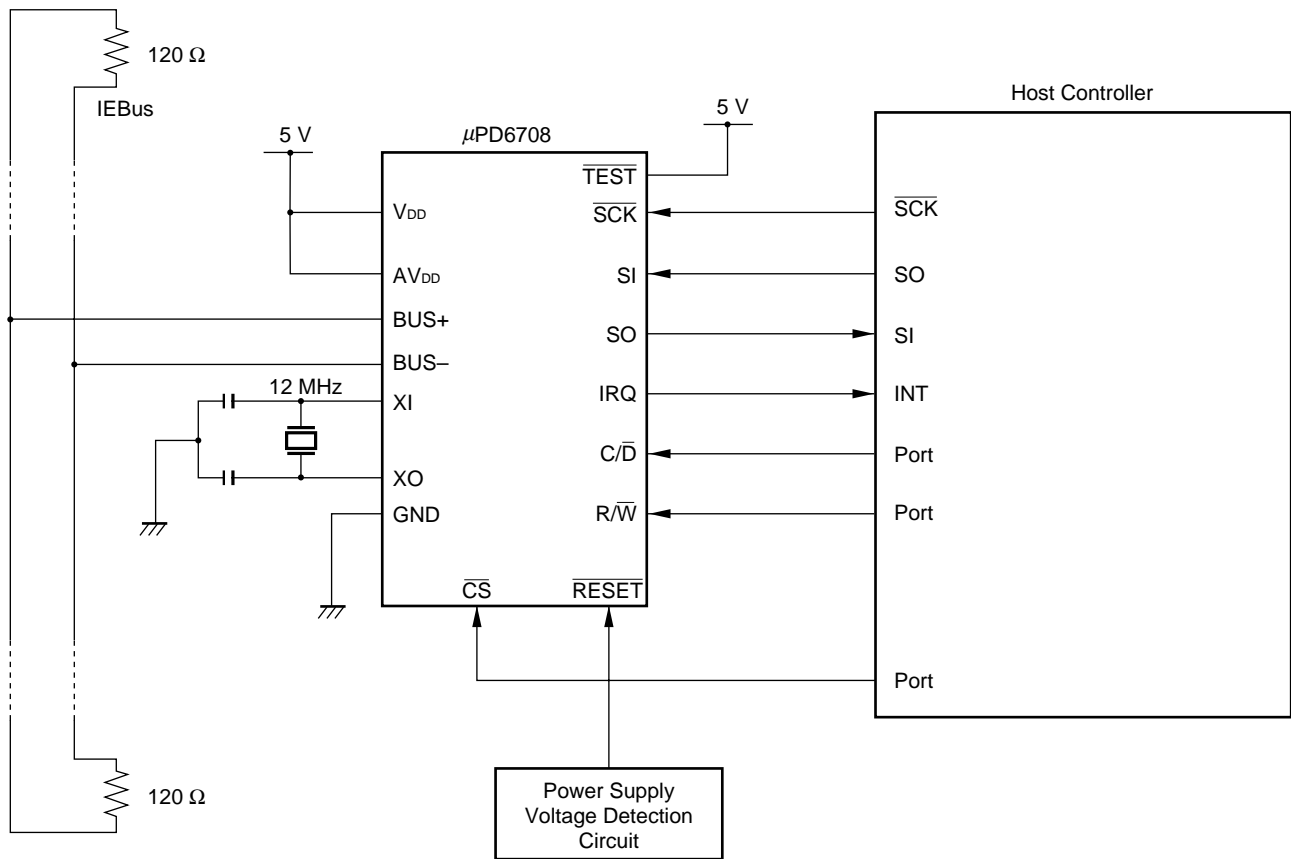 120 Ω
IEBus
Host Controller
5 V
5 V
μPD6708
TEST
VDD
SCK
SCK
AVDD
SI
SO
BUS+
SO
SI
BUS–
12 MHz
XI
IRQ
INT
C/D
Port
XO
GND
R/W
Port
CS
RESET
Port
120 Ω
Power Supply
Voltage Detection
Circuit